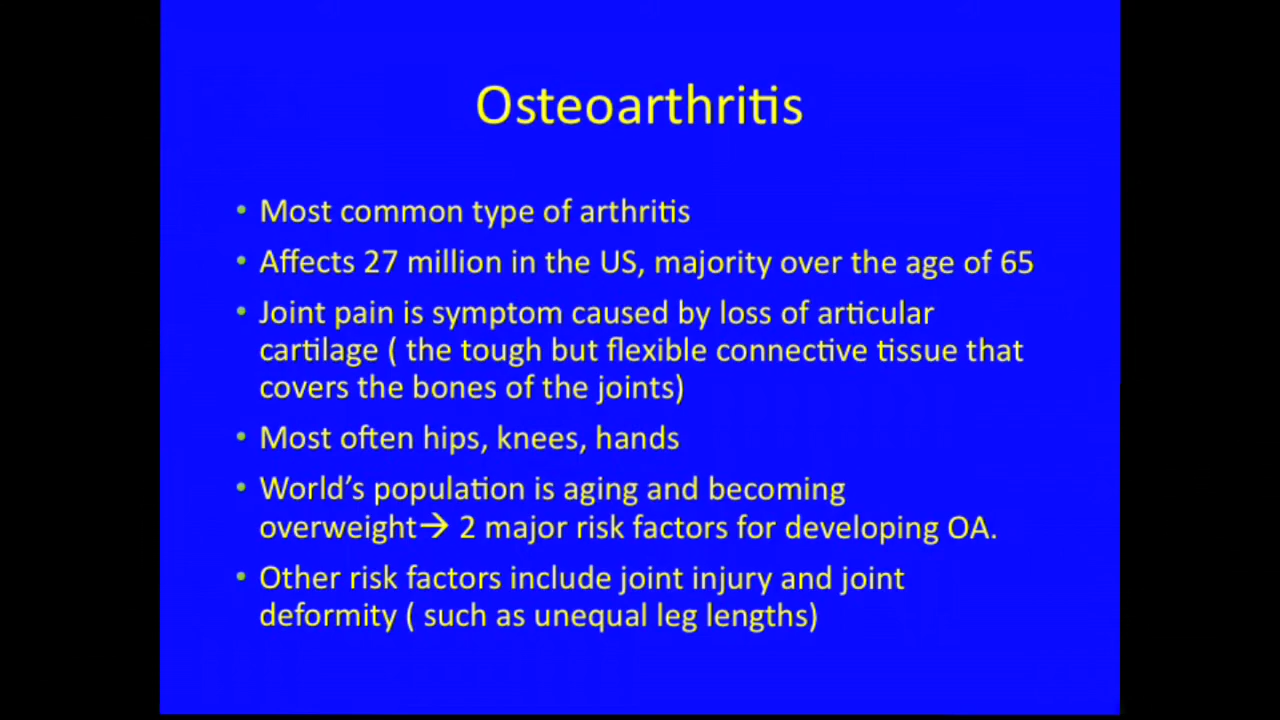 Osteoarthritis
• Most common type of arthritis
• Affects 27 million in the US, majority over the age of 65
• Joint pain is symptom caused by loss of articular
cartilage ( the tough but flexible connective tissue that
covers the bones of the joints)
• Most often hips, knees, hands
• World’s population is aging and becoming
overweight→ 2 major risk factors for developing OA.
• Other risk factors include joint injury and joint
deformity ( such as unequal leg lengths)